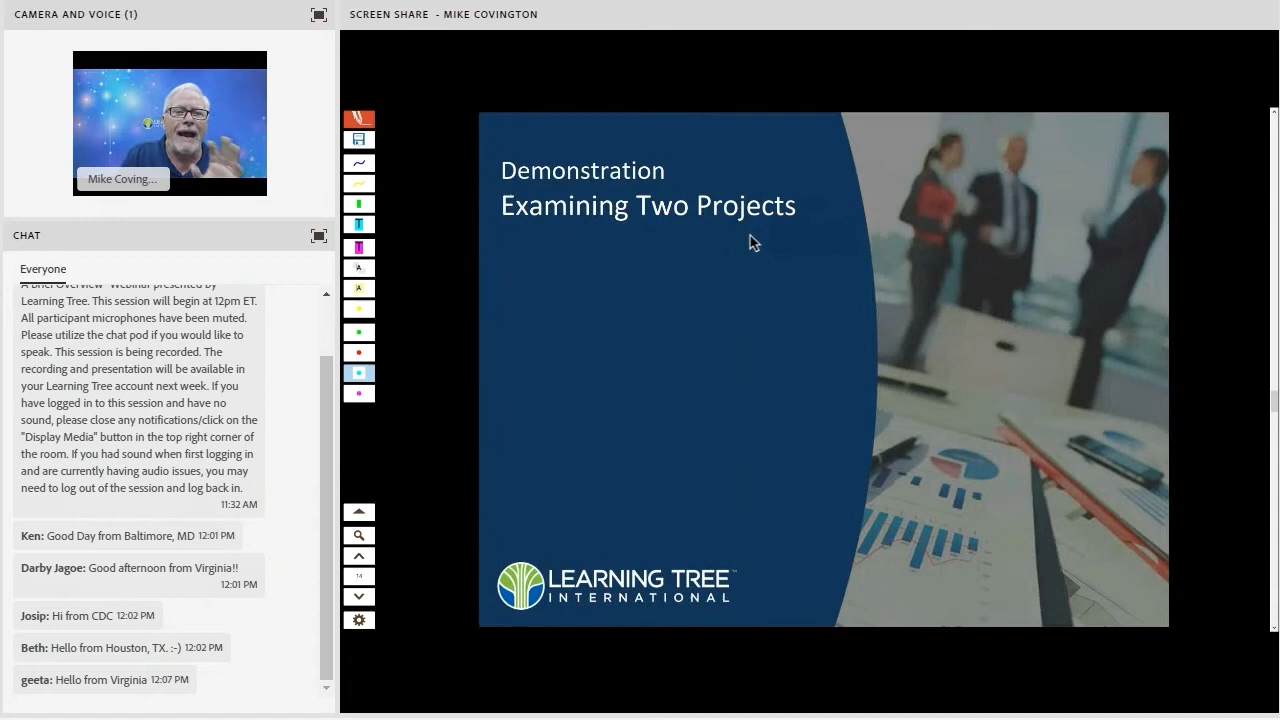 CAMERA AND VOICE (1)
Mike Coving...
CHAT
Everyone
A Brief Overview" Webinar presented by
Learning Tree. This session will begin at 12pm ET.
All participant microphones have been muted.
Please utilize the chat pod if you would like to
speak. This session is being recorded. The
recording and presentation will be available in
your Learning Tree account next week. If you
have logged in to this session and have no
sound, please close any notifications/click on the
"Display Media" button in the top right corner of
the room. If you had sound when first logging in
and are currently having audio issues, you may
need to log out of the session and log back in.
11:32 AM
Ken: Good Day from Baltimore, MD 12:01 PM
Darby Jagoe: Good afternoon from Virginia!!
12:01 PM
Josip: Hi from CDC 12:02 PM
Beth: Hello from Houston, TX. :-) 12:02 PM
geeta: Hello from Virginia 12:07 PM
SCREEN SHARE - MIKE COVINGTON
T
T
A
A
14
Demonstration
Examining Two Projects
LEARNING TREE™
INTERNATIONAL